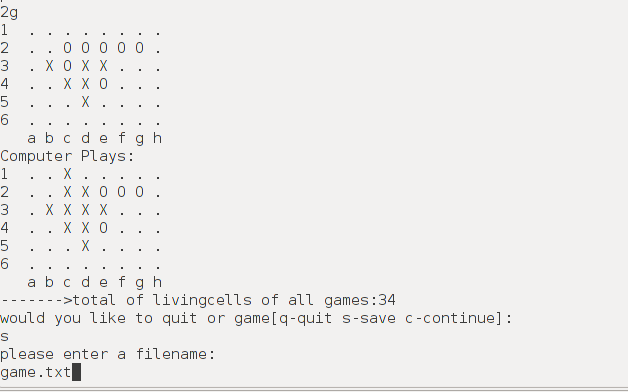 2g
1 . . . . . . . .
2 . . O O O O O .
3 . X O X X . . .
4 . . X X O . . .
5 . . . X . . . .
6 . . . . . . . .
a b c d e f g h
Computer Plays:
1 . . X . . . . .
2 . . X X O O O .
3 . X X X X . . .
4 . . X X O . . .
5 . . . X . . . .
6 . . . . . . . .
a b c d e f g h
------->total of livingcells of all games:34
would you like to quit or game[q-quit s-save c-continue]:
s
please enter a filename:
game.txt